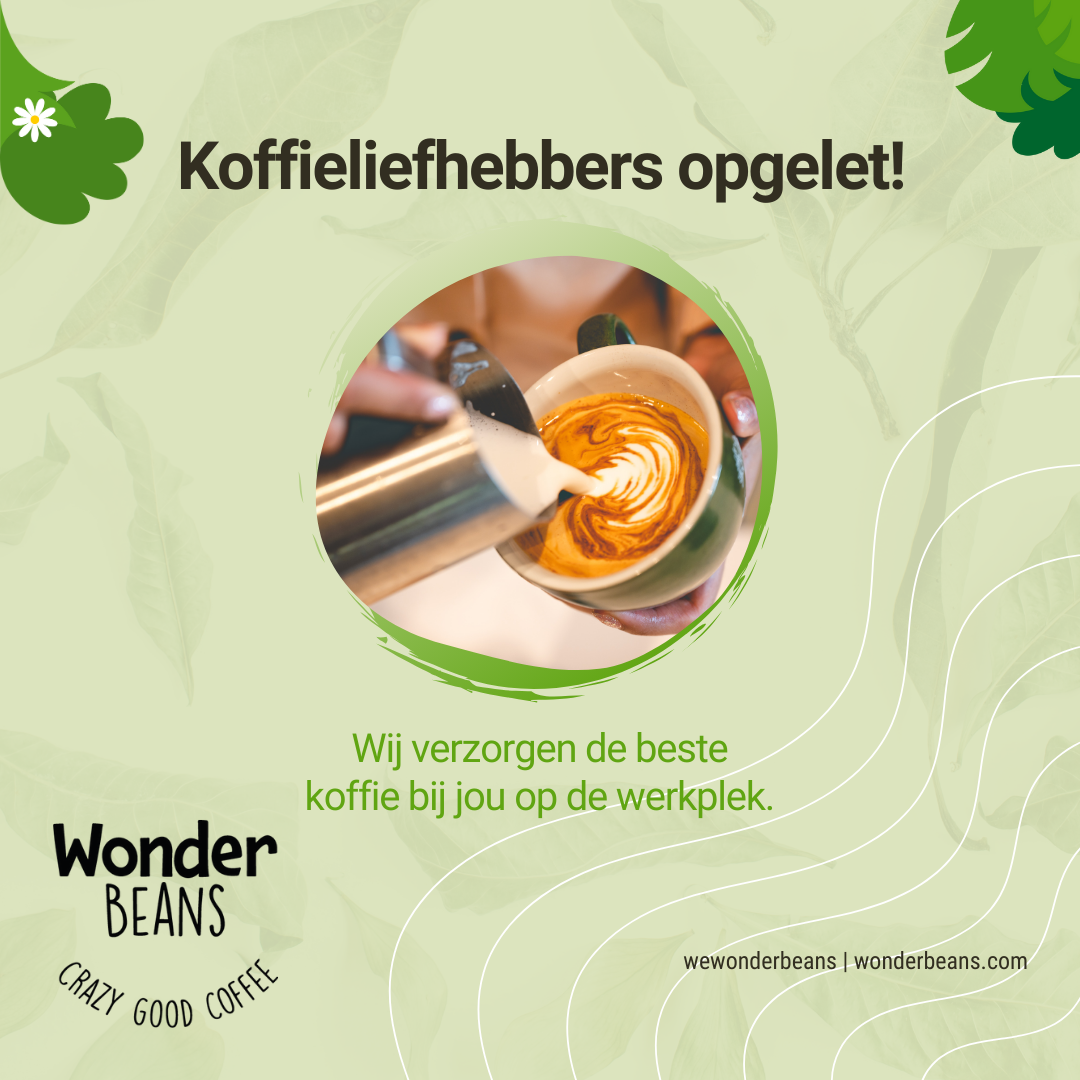 Koffieliefhebbers opgelet!
Wij verzorgen de beste
koffie bij jou op de werkplek.
Wonder
BEANS
CRAZY GOOD COFFEE
wewonderbeans | wonderbeans.com